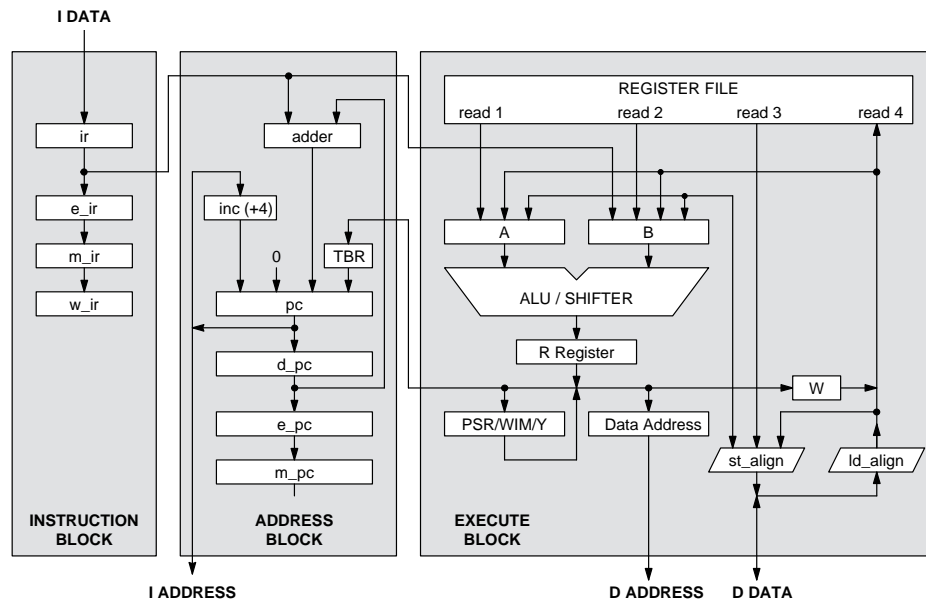 I DATA
REGISTER FILE
read 1 read 2 read 3 read 4
ir
adder
e_ir
inc (+4)
A
B
m_ir
0
TBR
w_ir
pc
ALU / SHIFTER
d_pc
R Register
W
e_pc
PSR/WIM/Y
Data Address
m_pc
st_align
ld_align
INSTRUCTION
BLOCK
ADDRESS
BLOCK
EXECUTE
BLOCK
I ADDRESS
D ADDRESS
D DATA